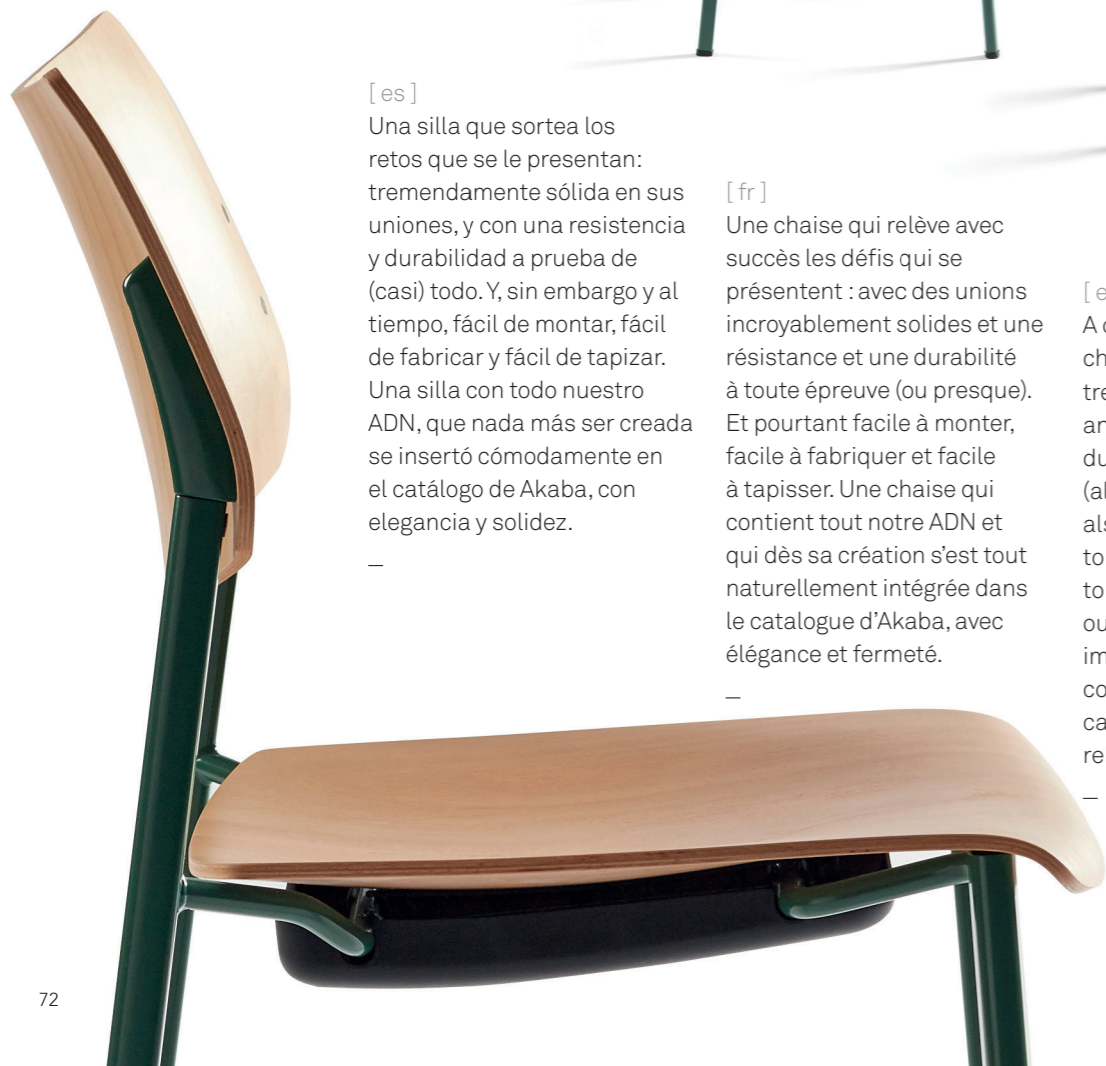 [ es ]
Una silla que sortea los
retos que se le presentan:
tremendamente sólida en sus
uniones, y con una resistencia
y durabilidad a prueba de
(casi) todo. Y, sin embargo y al
tiempo, fácil de montar, fácil
de fabricar y fácil de tapizar.
Una silla con todo nuestro
ADN, que nada más ser creada
se insertó cómodamente en
el catálogo de Akaba, con
elegancia y solidez.
_
[ fr ]
Une chaise qui relève avec
succès les défis qui se
présentent : avec des unions
incroyablement solides et une
résistance et une durabilité
à toute épreuve (ou presque).
Et pourtant facile à monter,
facile à fabriquer et facile
à tapisser. Une chaise qui
contient tout notre ADN et
qui dès sa création s’est tout
naturellement intégrée dans
le catalogue d’Akaba, avec
élégance et fermeté.
_
A
to
to
_
72